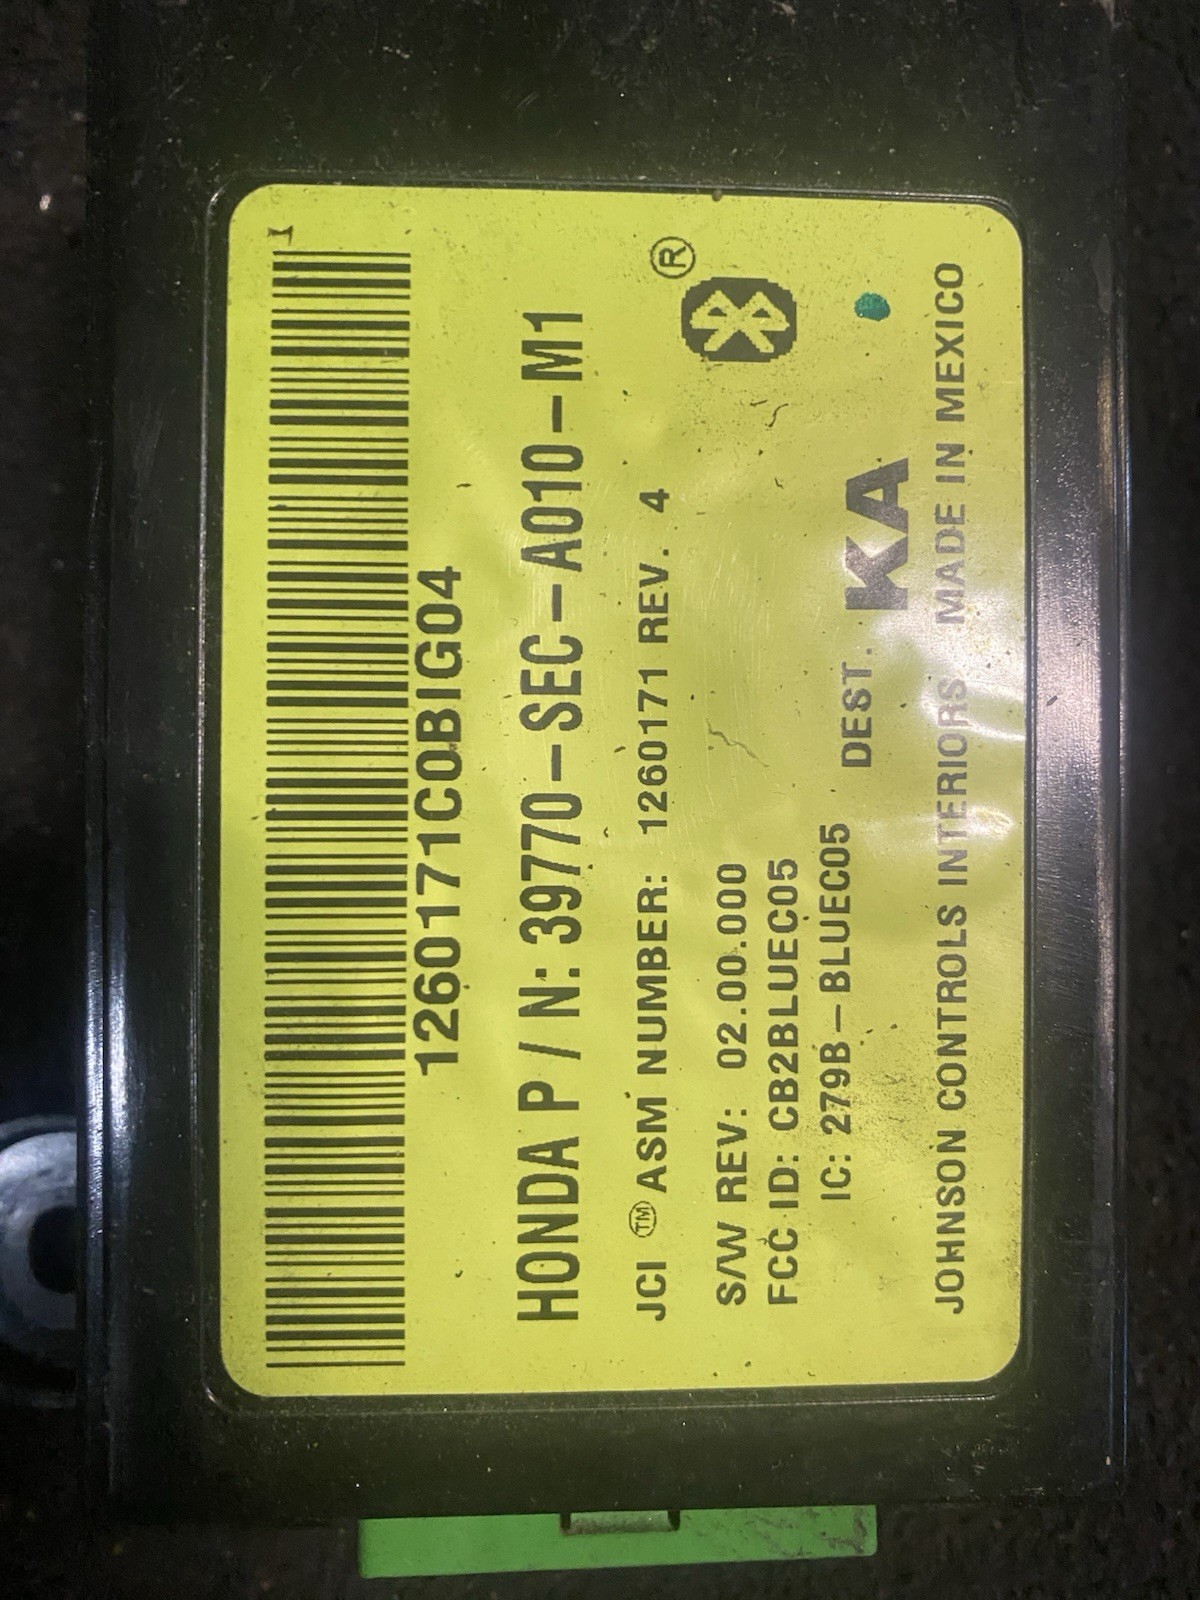 1
1260171C0BIG04
HONDA P/N: 39770-SEC-A010-M1
JCI ™ ASM NUMBER: 1260171 REV. 4
®
S/W REV: 02.00.000
FCC ID: CB2BLUEC05
IC: 279B-BLUEC05
DEST. KA
JOHNSON CONTROLS INTERIORS MADE IN MEXICO